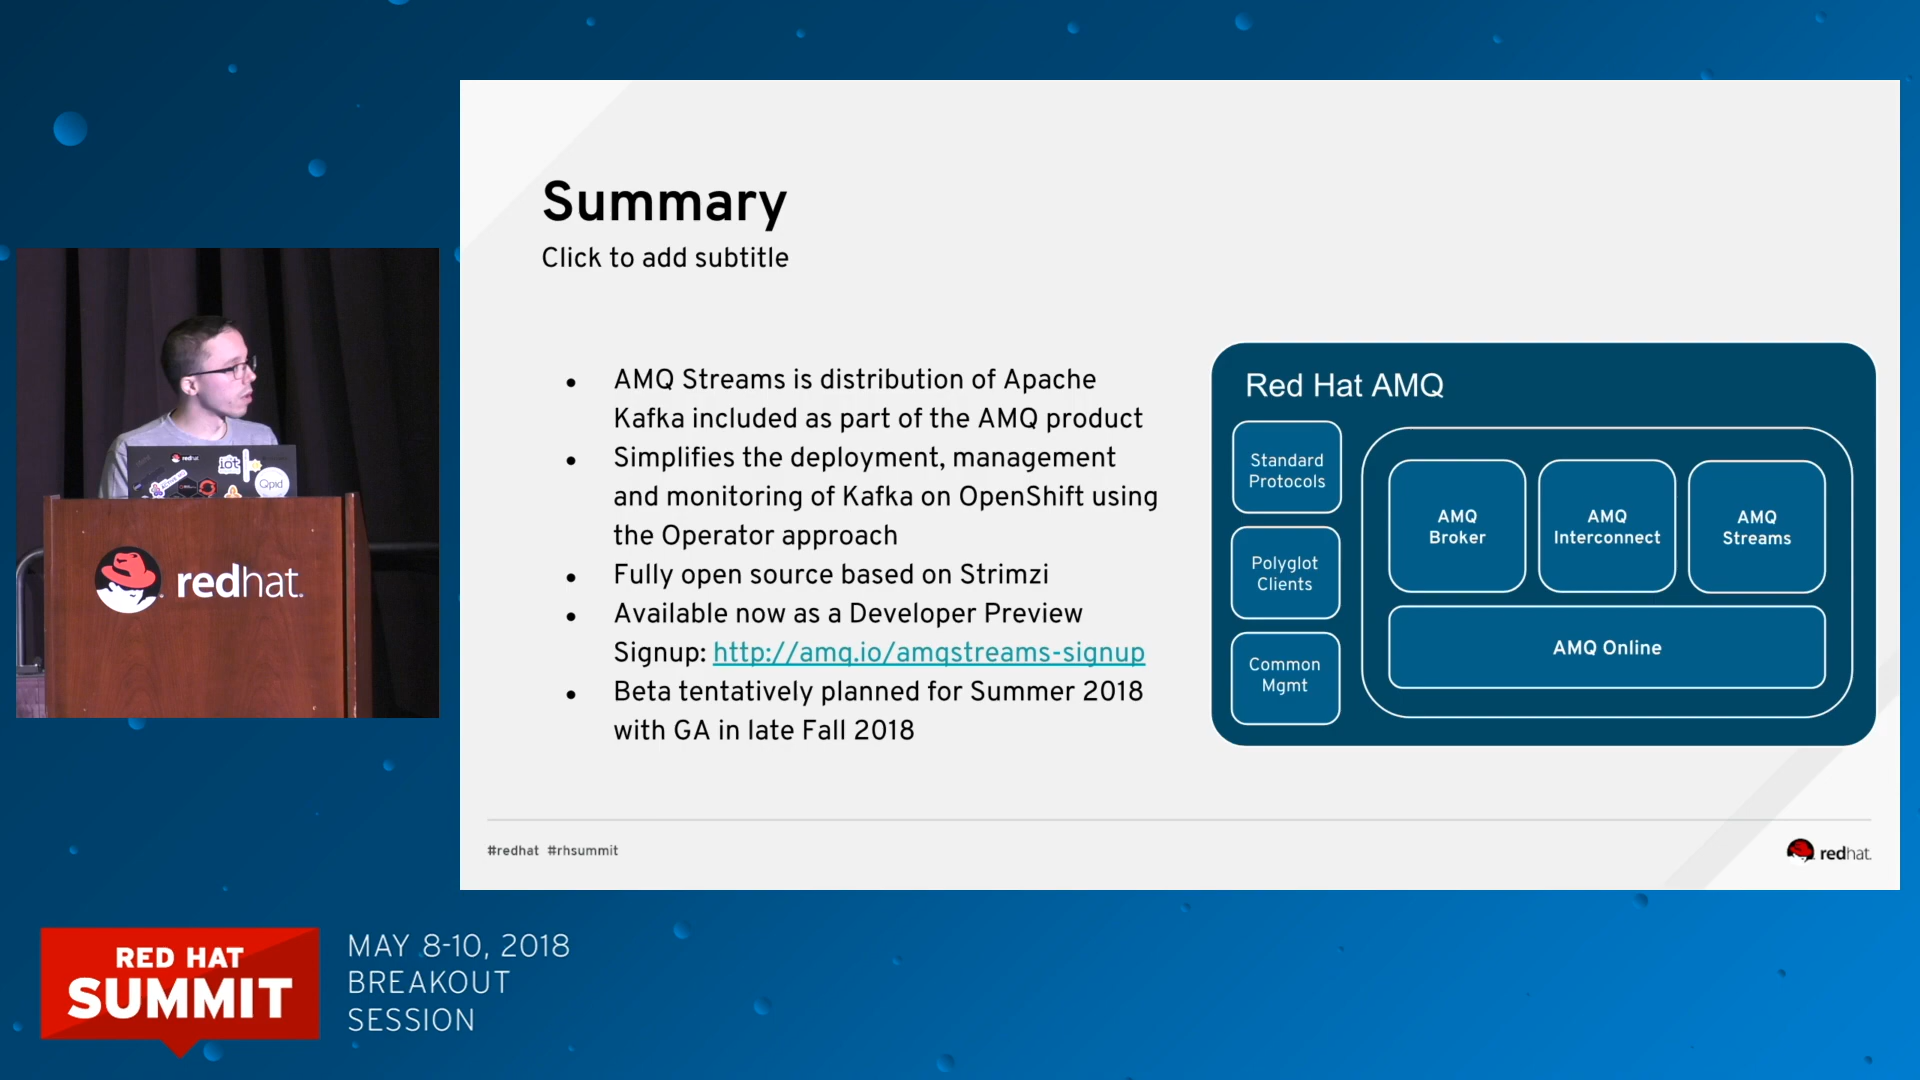 Summary
Click to add subtitle
● AMQ Streams is distribution of Apache
Kafka included as part of the AMQ product
● Simplifies the deployment, management
and monitoring of Kafka on OpenShift using
the Operator approach
● Fully open source based on Strimzi
● Available now as a Developer Preview
Signup: http://amq.io/amqstreams-signup
● Beta tentatively planned for Summer 2018
with GA in late Fall 2018
Red Hat AMQ
Standard
Protocols
Polyglot
Clients
Common
Mgmt
AMQ
Broker
AMQ
Interconnect
AMQ
Streams
AMQ Online
#redhat #rhsummit
redhat.
redhat
iot
Qpid
redhat.
RED HAT
SUMMIT
MAY 8-10, 2018
BREAKOUT
SESSION